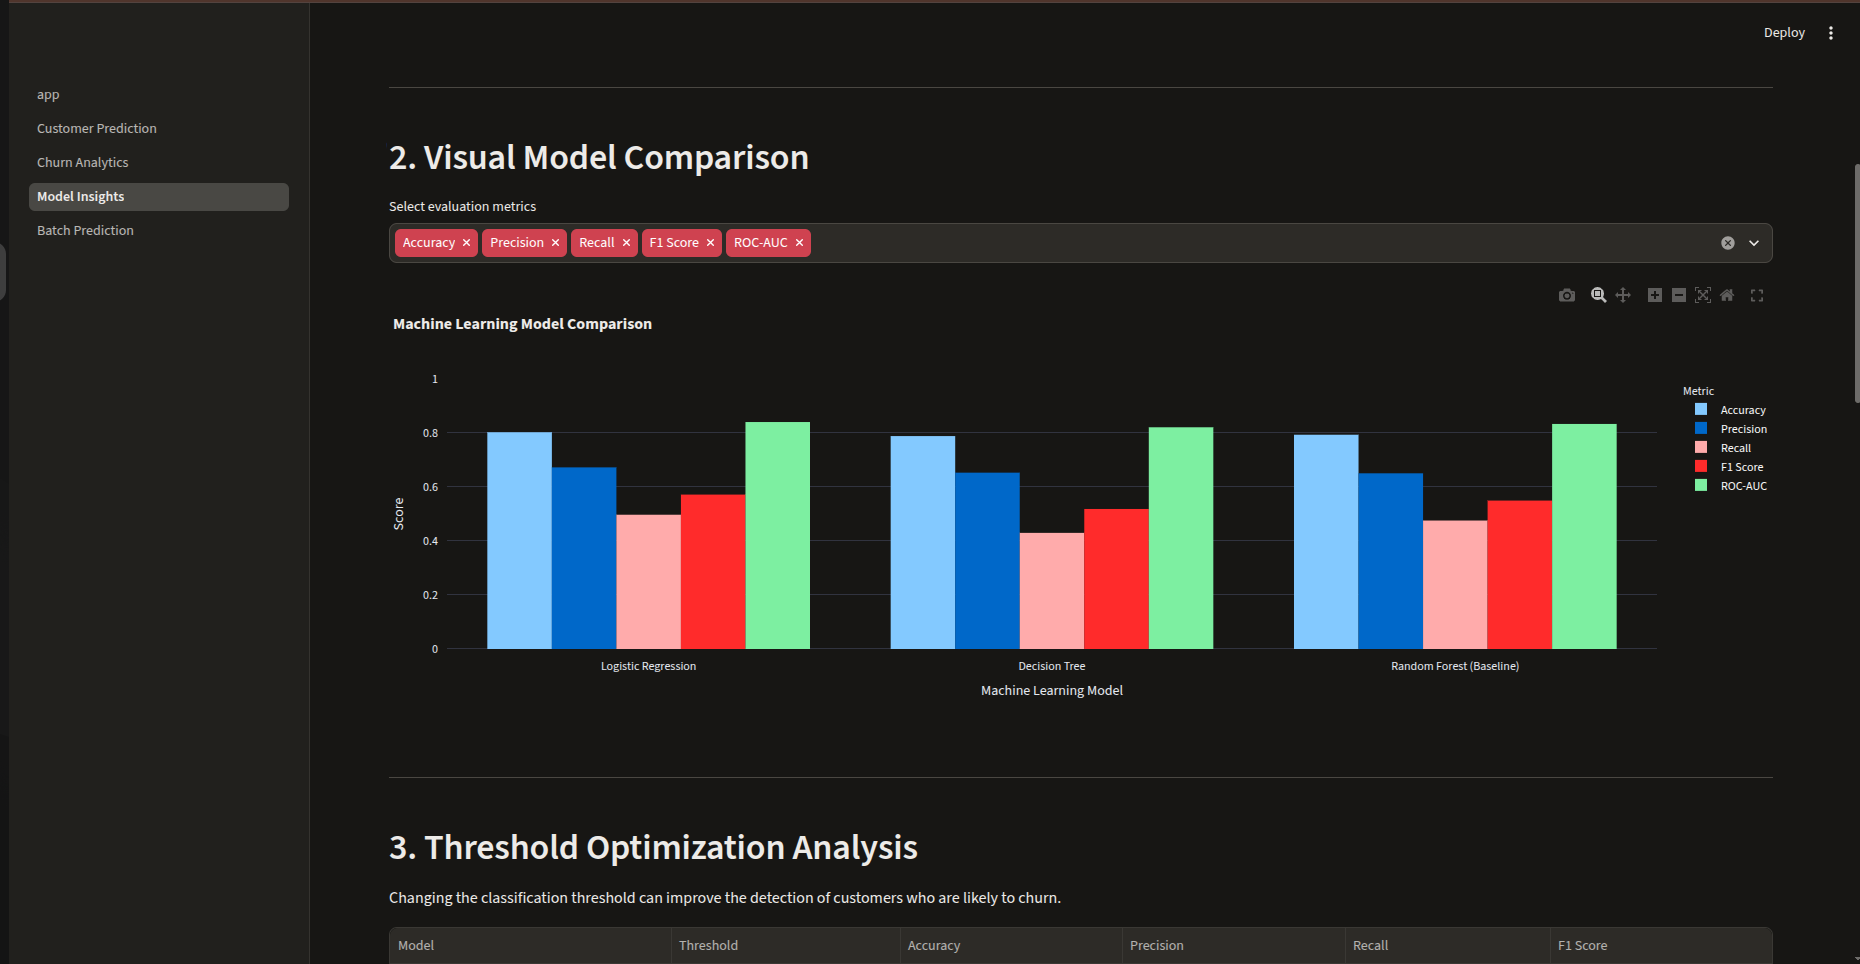 Deploy
app
Customer Prediction
Churn Analytics
Model Insights
Batch Prediction
2. Visual Model Comparison
Select evaluation metrics
Accuracy Precision Recall F1 Score ROC-AUC
Machine Learning Model Comparison
Score
1
0.8
0.6
0.4
0.2
0
Logistic Regression Decision Tree Random Forest (Baseline)
Machine Learning Model
Metric
Accuracy
Precision
Recall
F1 Score
ROC-AUC
3. Threshold Optimization Analysis
Changing the classification threshold can improve the detection of customers who are likely to churn.
Model Threshold Accuracy Precision Recall F1 Score